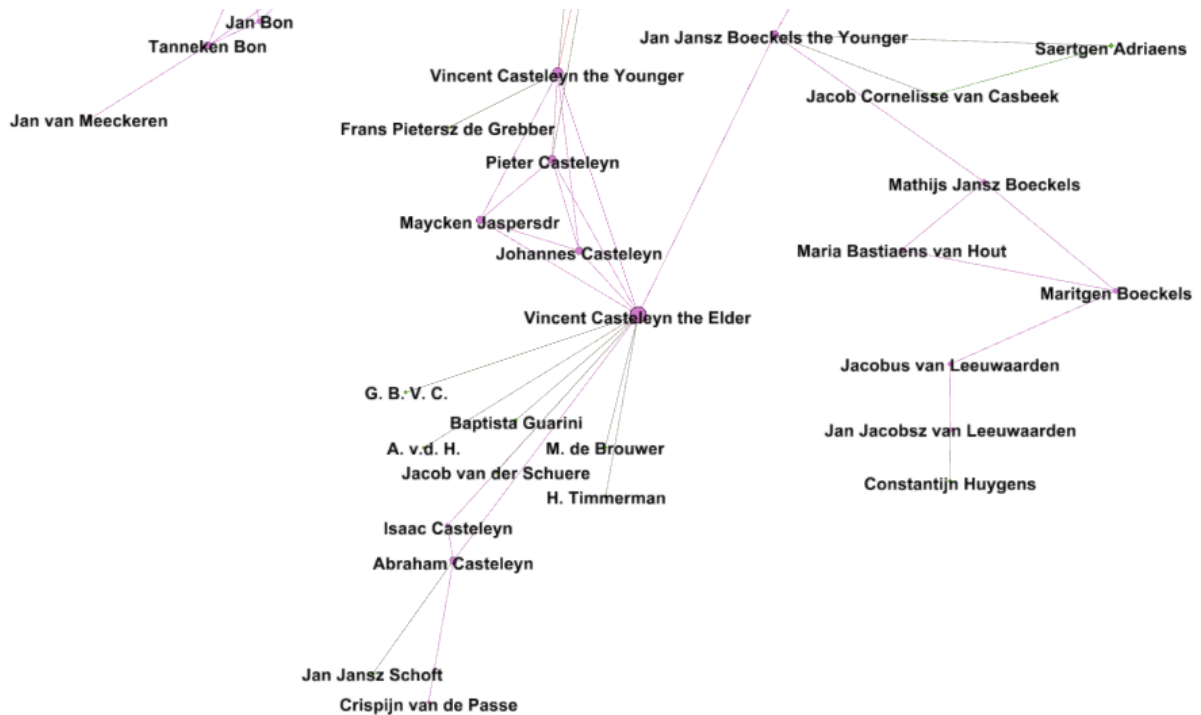 Jan Bon
Tanneken Bon
Jan van Meeckeren
Vincent Casteleyn the Younger
Frans Pietersz de Grebber
Pieter Casteleyn
Maycken Jaspersdr
Johannes Casteleyn
Vincent Casteleyn the Elder
G. B. V. C.
Baptista Guarini
A. v.d. H.
M. de Brouwer
Jacob van der Schuere
H. Timmerman
Isaac Casteleyn
Abraham Casteleyn
Jan Jansz Schoft
Crispijn van de Passe
Jan Jansz Boeckels the Younger
Saertgen Adriaens
Jacob Cornelisse van Casbeek
Mathijs Jansz Boeckels
Maria Bastiaens van Hout
Maritgen Boeckels
Jacobus van Leeuwaarden
Jan Jacobsz van Leeuwaarden
Constantijn Huygens